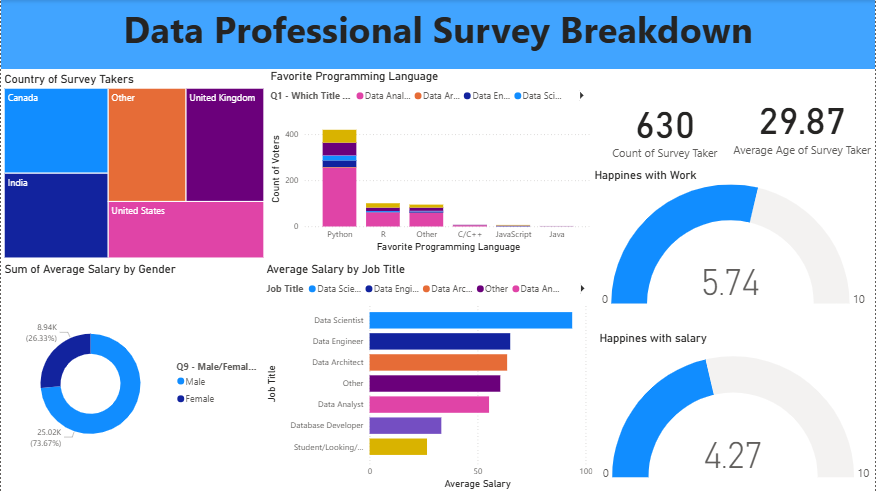 Data Professional Survey Breakdown
Country of Survey Takers
Canada
Other
United Kingdom
India
United States
Favorite Programming Language
Q1 - Which Title ... Data Anal... Data Ar... Data En... Data Sci...
Count of Voters
400
200
0
Python R Other C/C++ JavaScript Java
Favorite Programming Language
630
Count of Survey Taker
29.87
Average Age of Survey Taker
Happines with Work
5.74
0
10
Sum of Average Salary by Gender
8.94K
(26.33%)
25.02K
(73.67%)
Q9 - Male/Femal...
Male
Female
Average Salary by Job Title
Job Title Data Scie... Data Engi... Data Arc... Other Data An...
Job Title
Data Scientist
Data Engineer
Data Architect
Other
Data Analyst
Database Developer
Student/Looking/...
0 50 100
Average Salary
Happines with salary
4.27
0
10